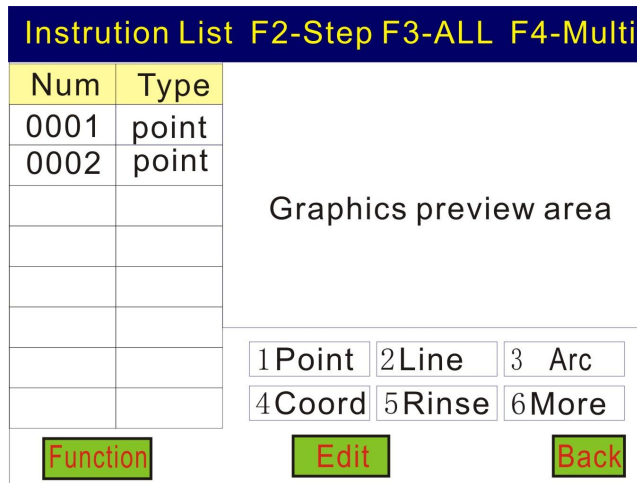 Instrution List F2-Step F3-ALL F4-Multi
Num Type
0001 point
0002 point
Graphics preview area
1Point 2Line 3 Arc
4Coord 5Rinse 6More
Function Edit Back